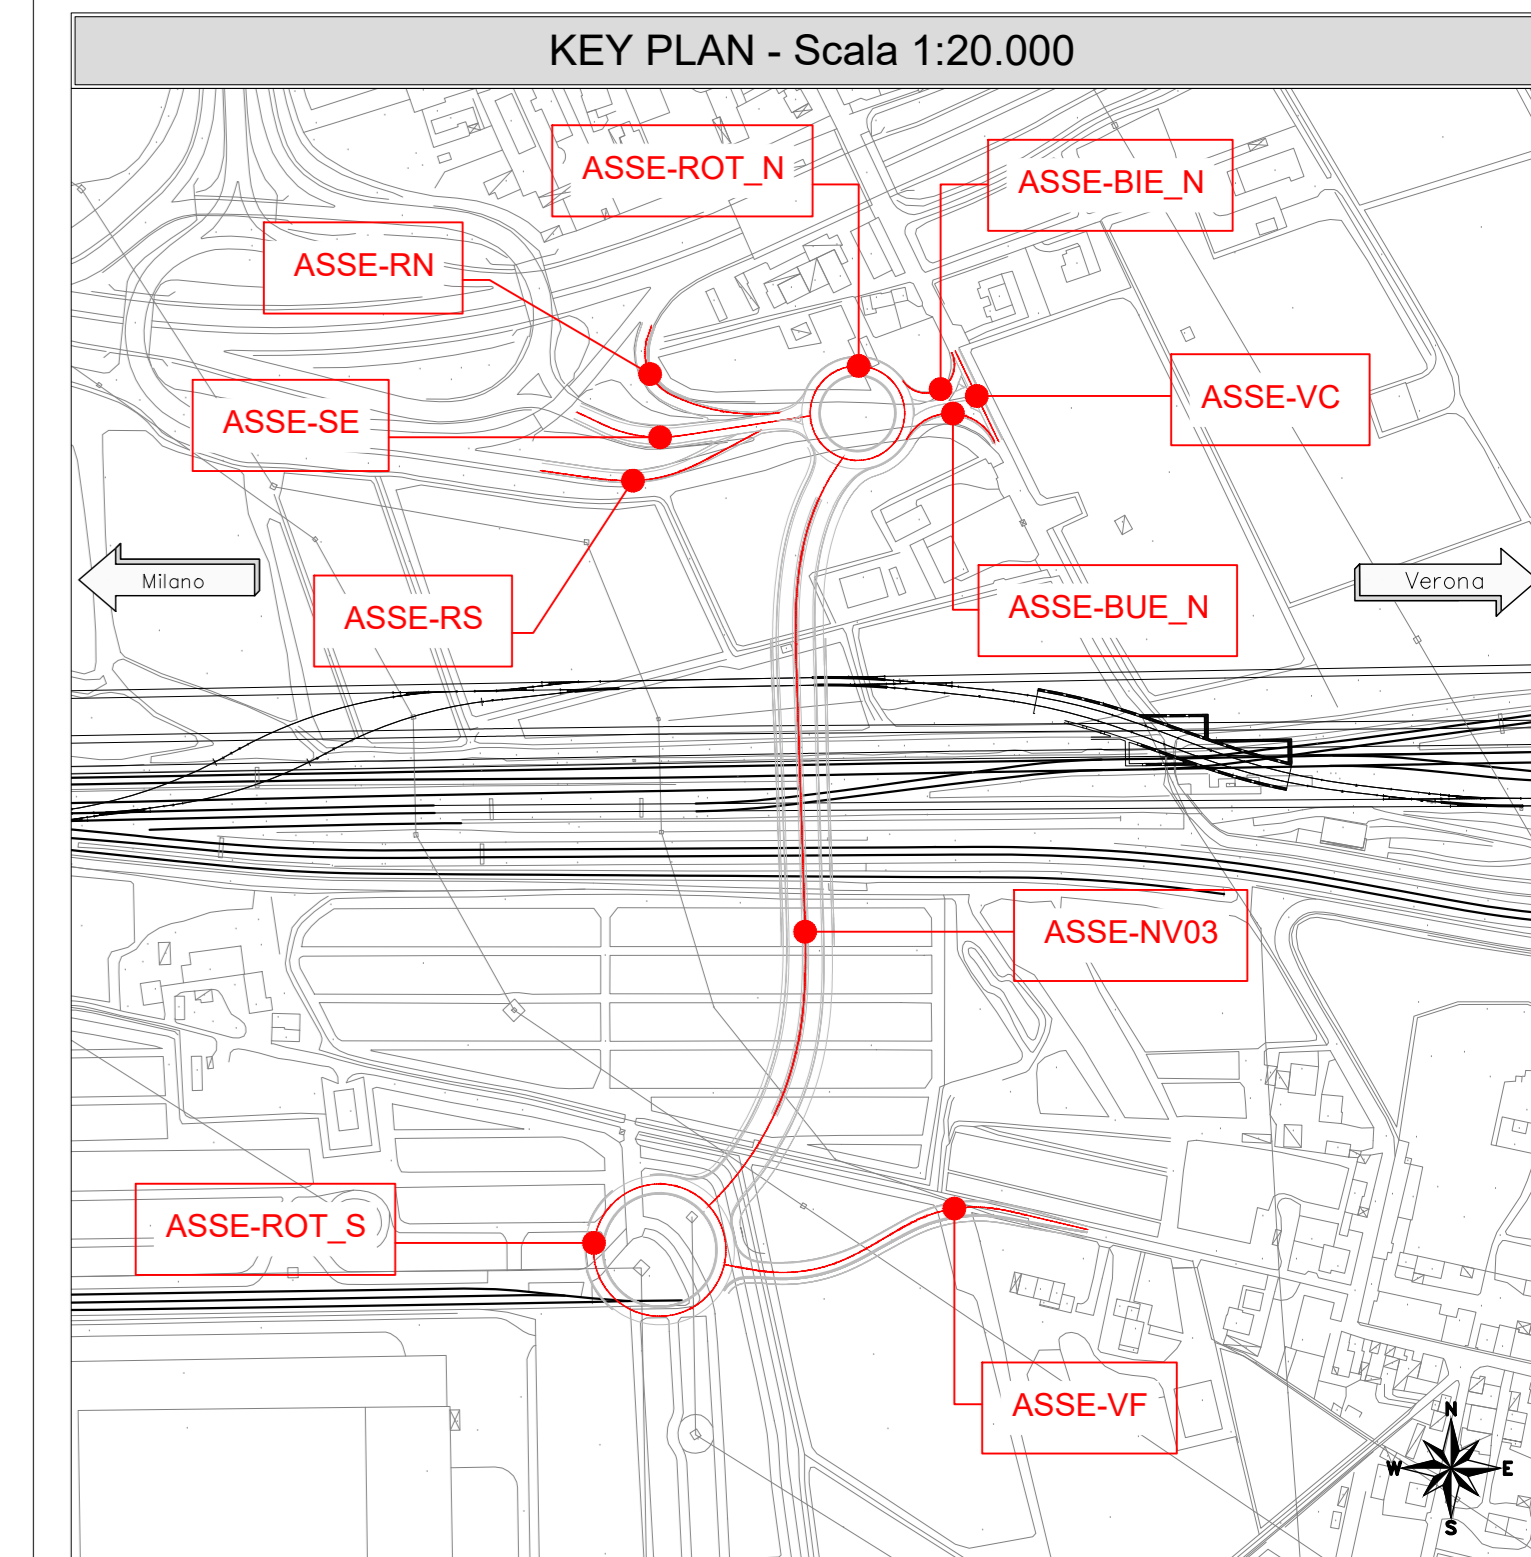 KEY PLAN - Scala 1:20.000
ASSE-ROT_N
ASSE-BIE_N
ASSE-RN
ASSE-VC
ASSE-SE
Milano
Verona
ASSE-RS
ASSE-BUE_N
ASSE-NV03
ASSE-ROT_S
ASSE-VF
N
W
E
S